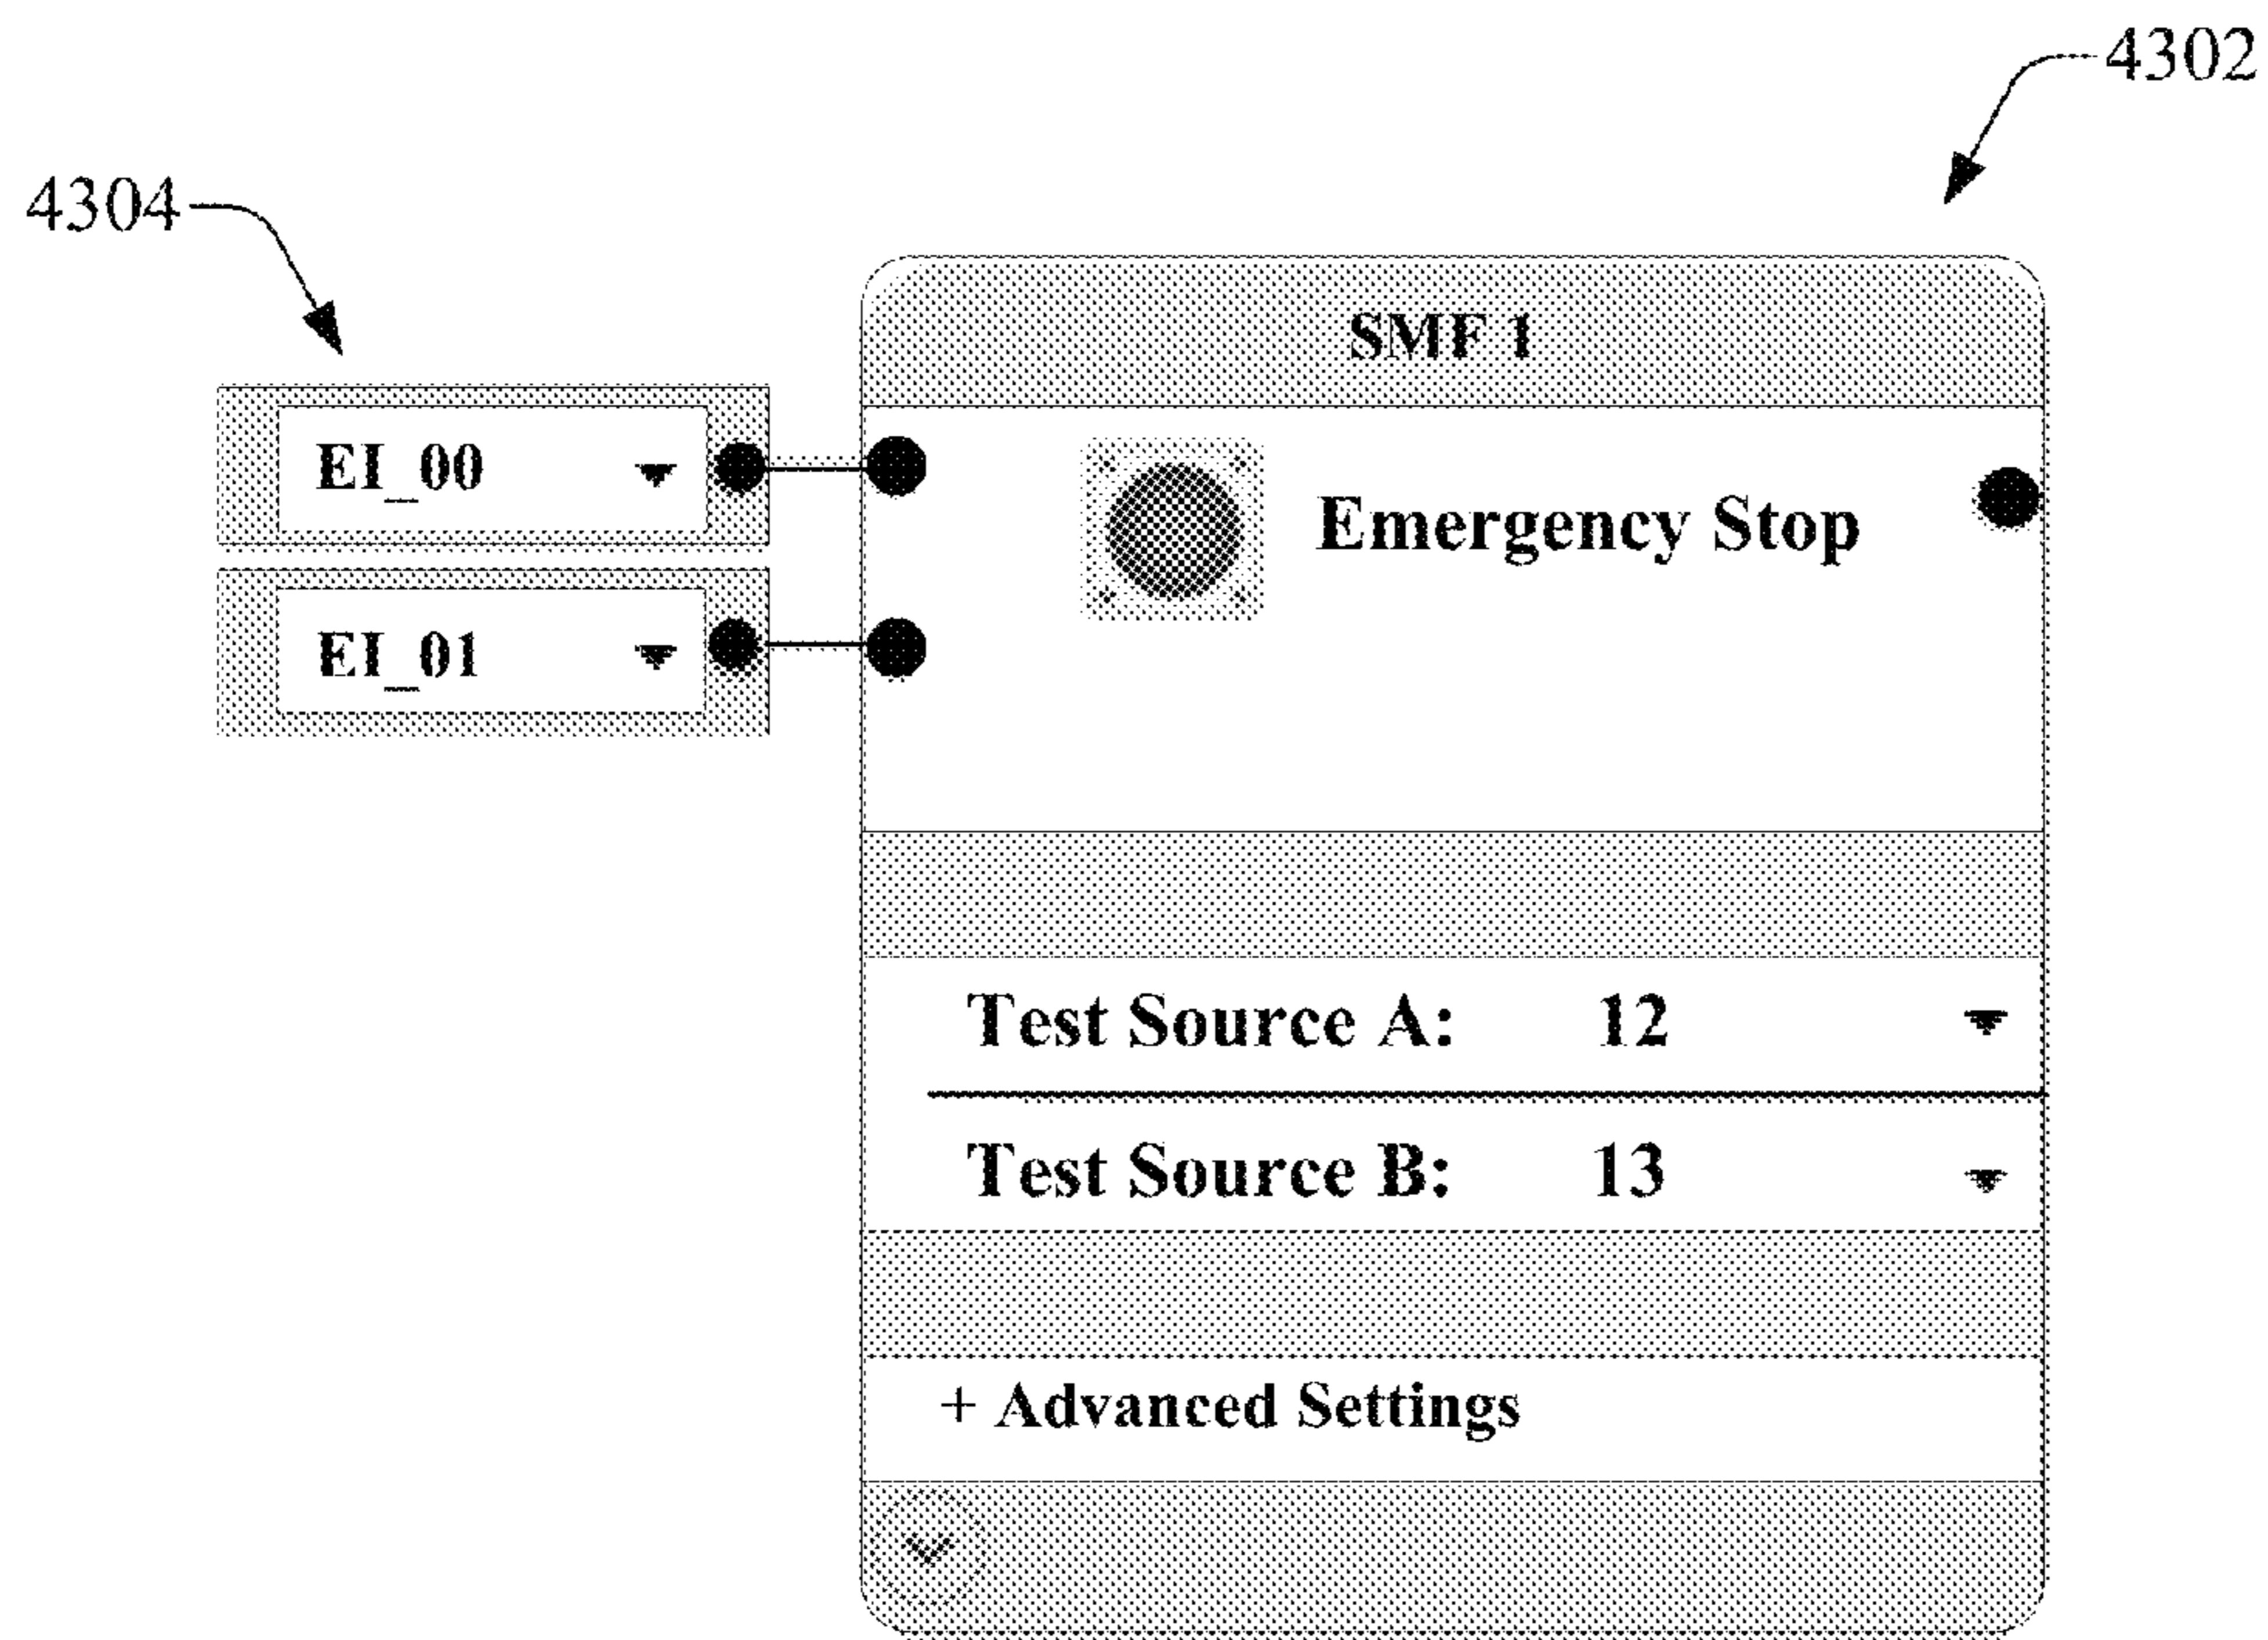 4302
4304
SMF 1
EI_00
Emergency Stop
EI_01
Test Source A: 12
Test Source B: 13
+ Advanced Settings